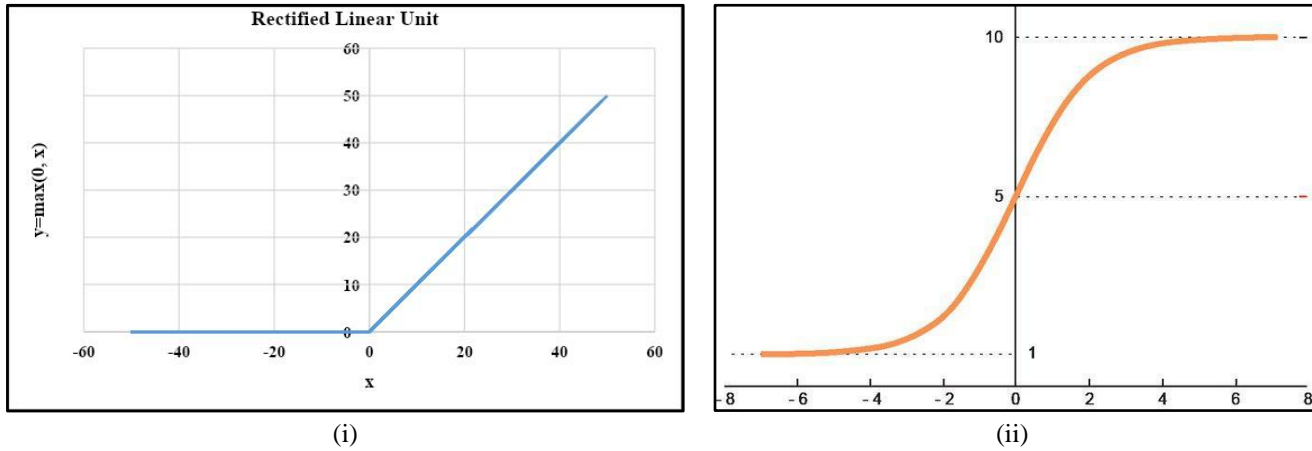 Rectified Linear Unit
60
50
40
30
20
10
0
-60 -40 -20 0 20 40 60
y=max(0, x)
x
10
5
1
- 8 - 6 - 4 - 2 0 2 4 6 8
(i) (ii)